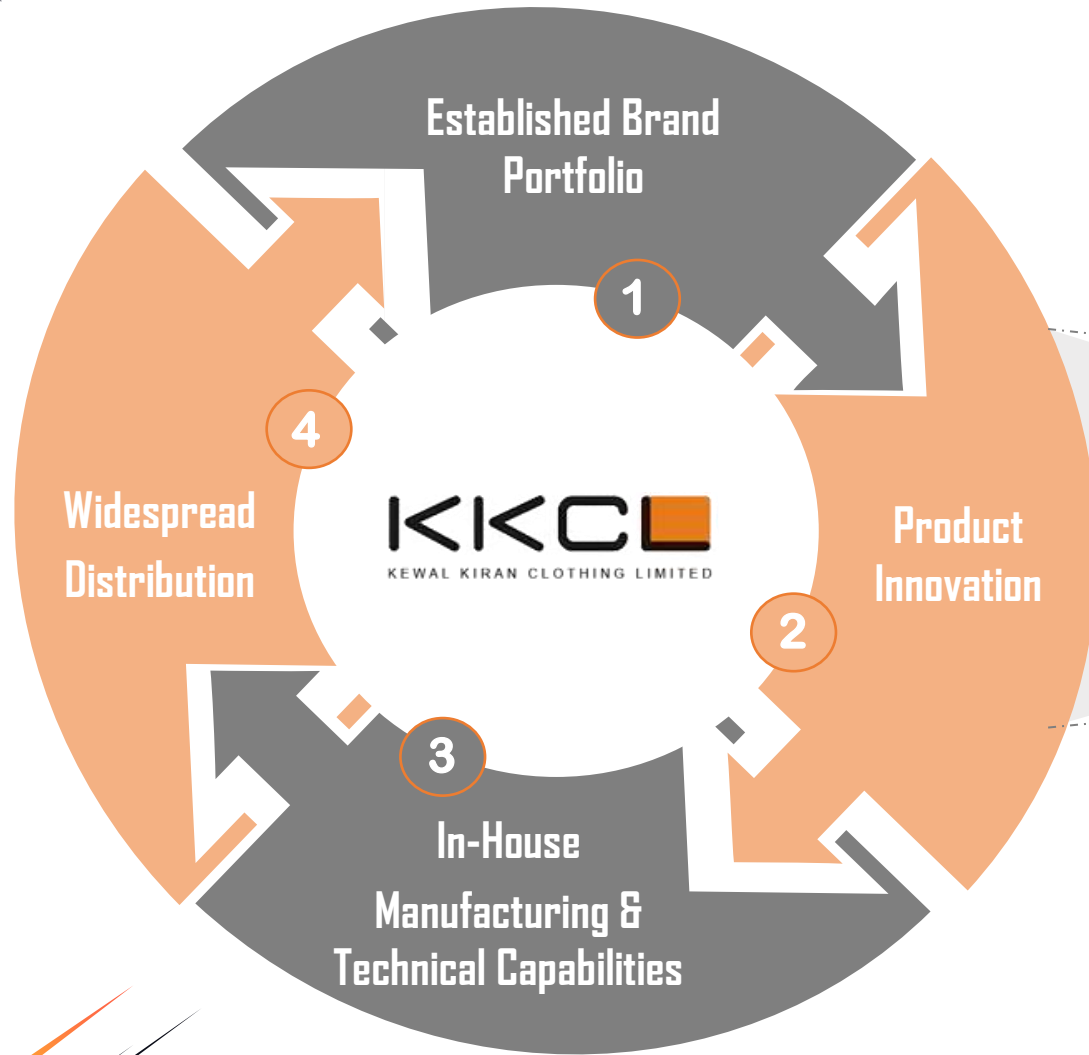 Established Brand
Portfolio
1
4
KKCL
KEWAL KIRAN CLOTHING LIMITED
Widespread
Distribution
Product
Innovation
2
3
In-House
Manufacturing &
Technical Capabilities